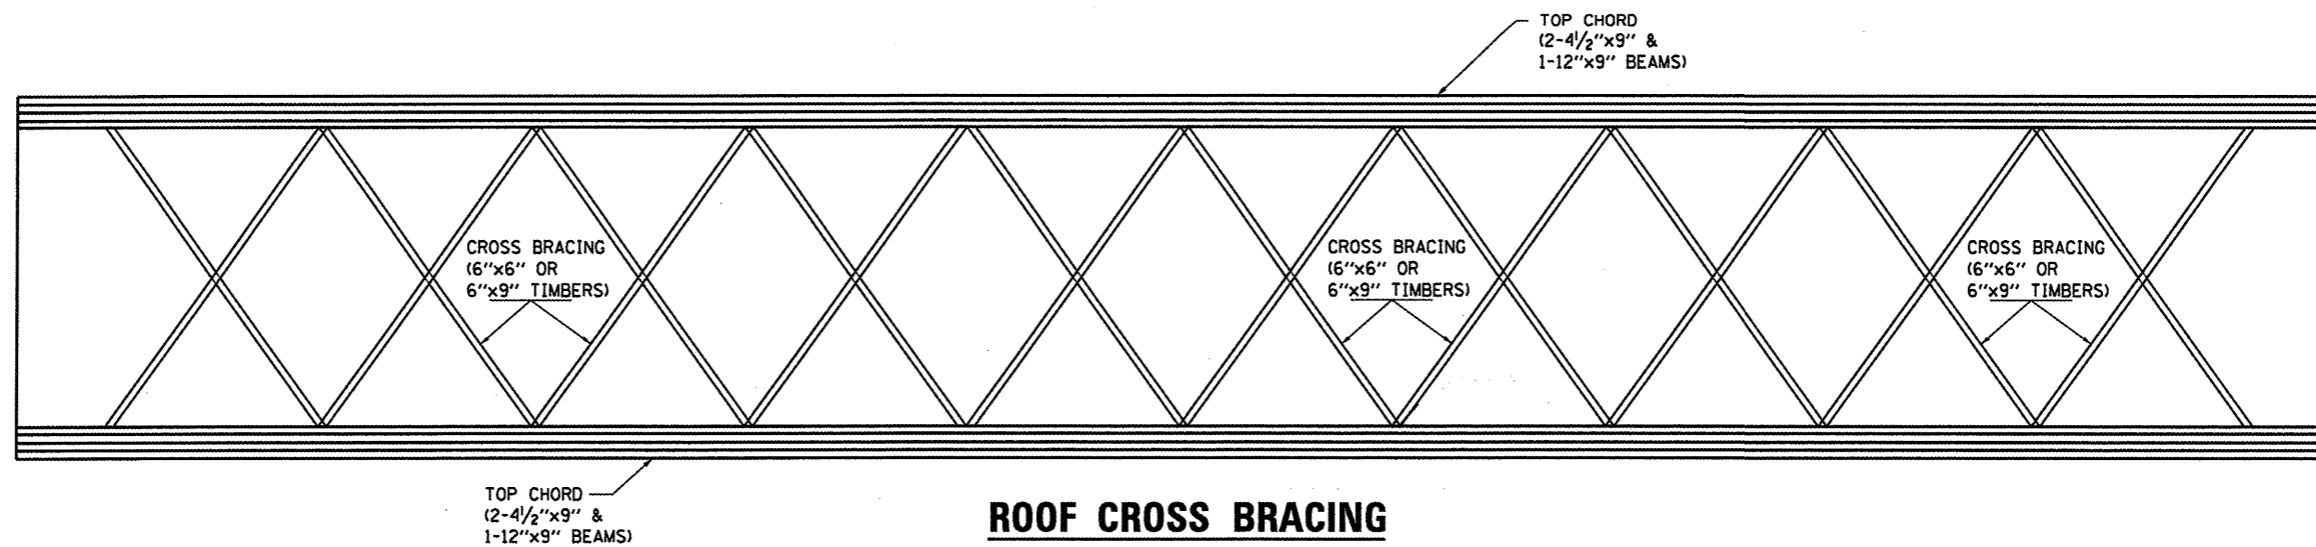 TOP CHORD
(2-4½"x9" &
1-12"x9" BEAMS)
CROSS BRACING
(6"x6" OR
6"x9" TIMBERS)
CROSS BRACING
(6"x6" OR
6"x9" TIMBERS)
CROSS BRACING
(6"x6" OR
6"x9" TIMBERS)
TOP CHORD
(2-4½"x9" &
1-12"x9" BEAMS)
ROOF CROSS BRACING